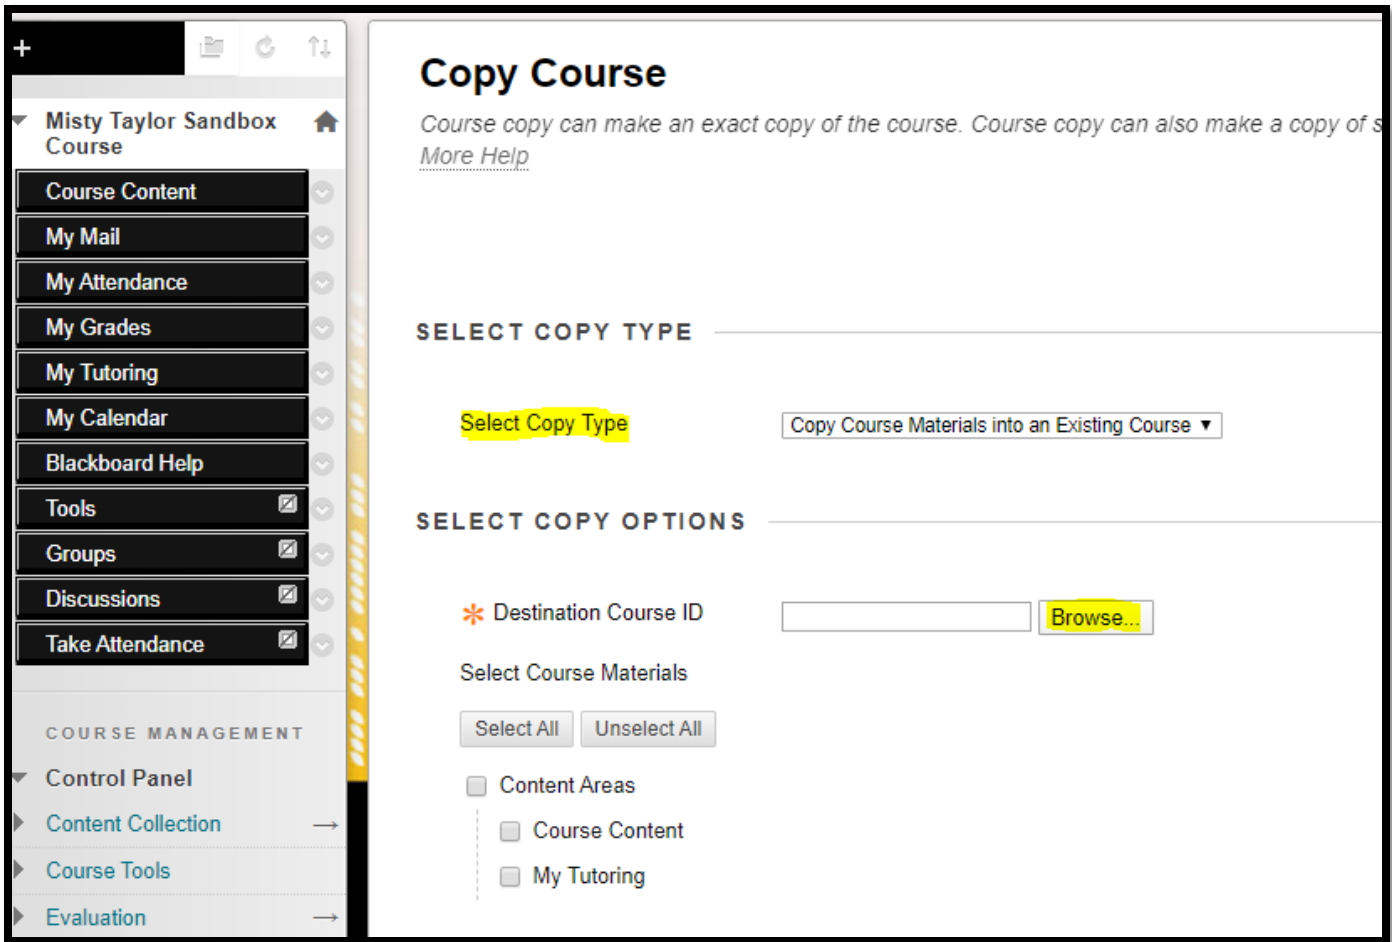 +
Misty Taylor Sandbox
Course
Course Content
My Mail
My Attendance
My Grades
My Tutoring
My Calendar
Blackboard Help
Tools
Groups
Discussions
Take Attendance
COURSE MANAGEMENT
Control Panel
Content Collection
Course Tools
Evaluation
Copy Course
Course copy can make an exact copy of the course. Course copy can also make a copy of s
More Help
SELECT COPY TYPE
Select Copy Type
Copy Course Materials into an Existing Course
SELECT COPY OPTIONS
* Destination Course ID
Browse...
Select Course Materials
Select All
Unselect All
Content Areas
Course Content
My Tutoring